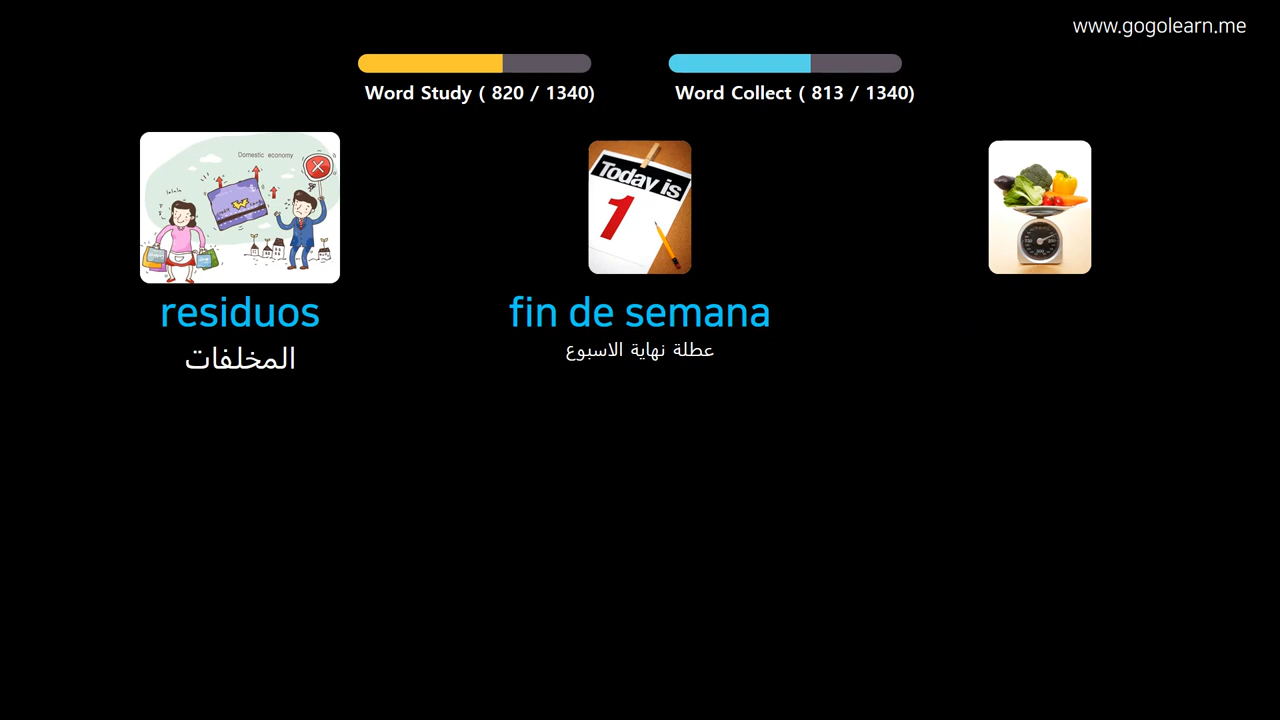 www.gogolearn.me
Word Study ( 820 / 1340)
Word Collect ( 813 / 1340)
Domestic economy
lalala
Today is
1
residuos
fin de semana
المخلفات
عطلة نهاية الاسبوع